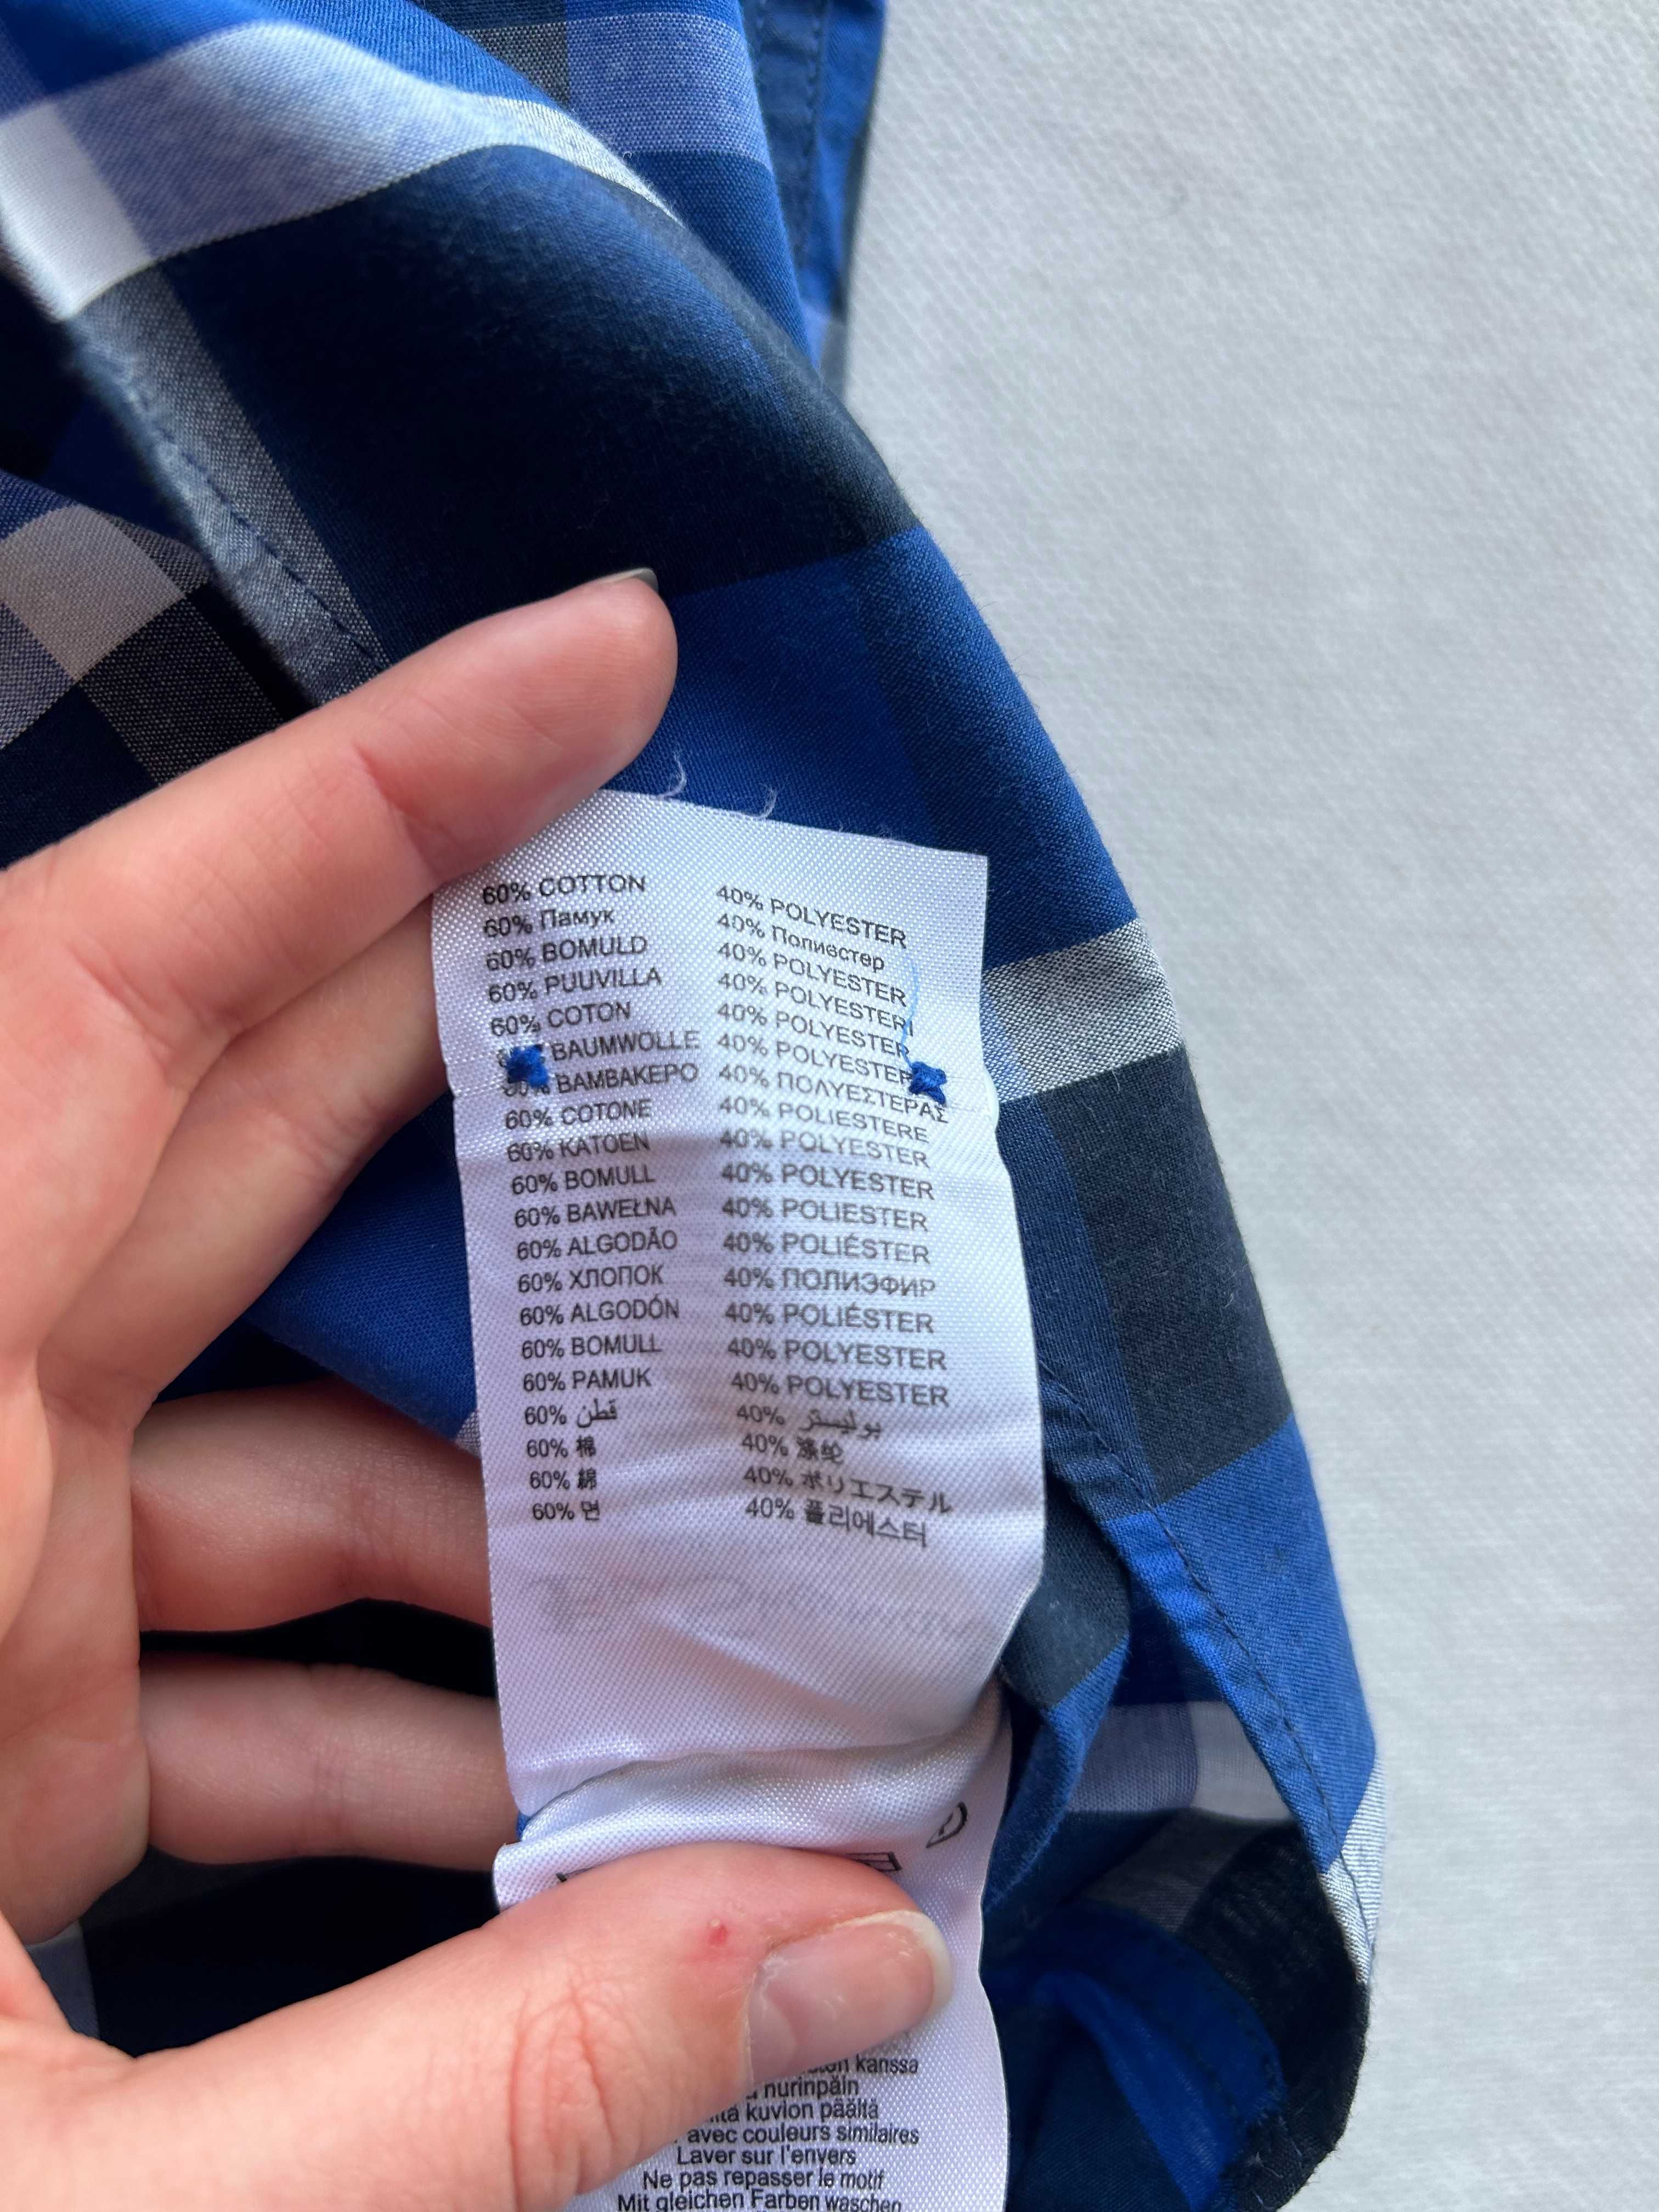 60% COTTON 40% POLYESTER
60% Памук 40% Полиестер
60% BOMULD 40% POLYESTER
60% PUUVILLA 40% POLYESTERI
60% COTON 40% POLYESTER
BAUMWOLLE 40% POLYESTER
60% ΒΑΜΒΑΚΕΡΟ 40% ΠΟΛΥΕΣΤΕΡΑΣ
60% COTONE 40% POLIESTERE
60% KATOEN 40% POLYESTER
60% BOMULL 40% POLYESTER
60% BAWEŁNA 40% POLIESTER
60% ALGODÃO 40% POLIÉSTER
60% ХЛОПОК 40% ПОЛИЭФИР
60% ALGODÓN 40% POLIÉSTER
60% BOMULL 40% POLYESTER
60% PAMUK 40% POLYESTER
60% قطن 40% بوليستر
60% 棉 40% 涤纶
60% 綿 40% ポリエステル
60% 면 40% 폴리에스터
kanssa
nurinpäin
kuvion päältä
avec couleurs similaires
Laver sur l'envers
Ne pas repasser le motif
Mit gleichen Farben waschen